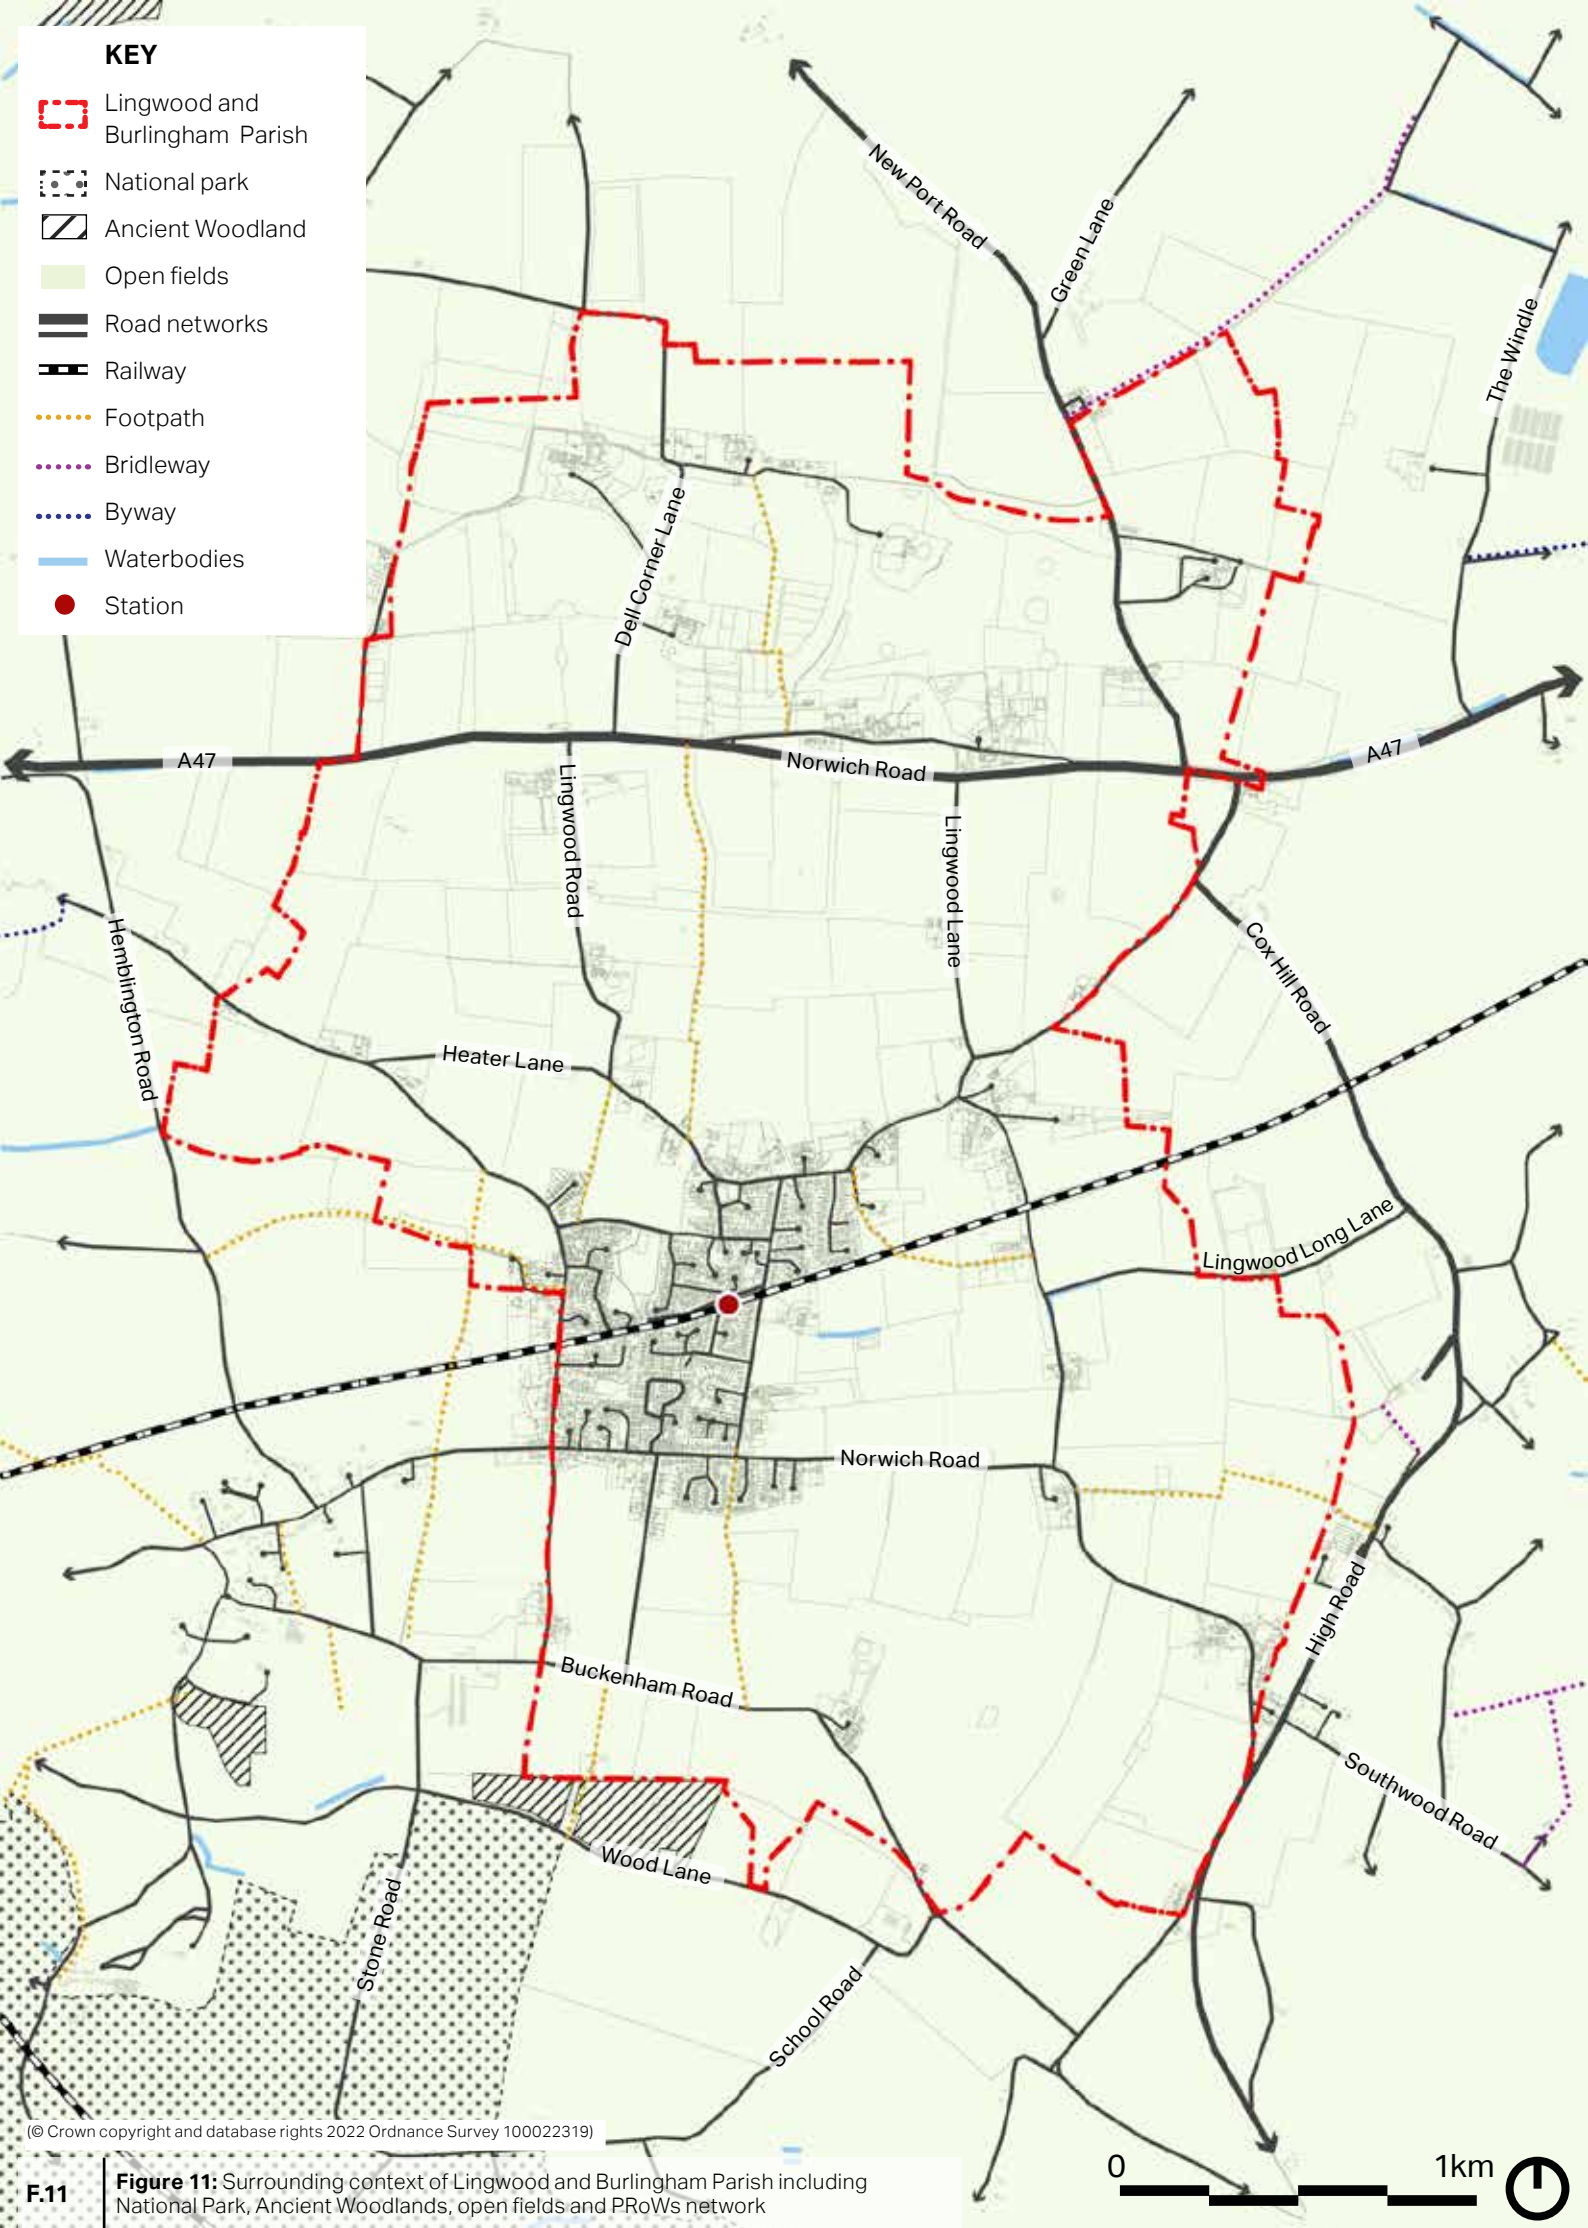 KEY
Lingwood and
Burlingham Parish
National park
Ancient Woodland
Open fields
Road networks
Railway
Footpath
Bridleway
Byway
Waterbodies
Station
New Port Road
Green Lane
The Windle
Dell Corner Lane
A47
Norwich Road
A47
Lingwood Road
Lingwood Lane
Hemblington Road
Cox Hill Road
Heater Lane
Lingwood Long Lane
Norwich Road
High Road
Buckenham Road
Southwood Road
Wood Lane
Stone Road
School Road
(© Crown copyright and database rights 2022 Ordnance Survey 100022319)
F.11
Figure 11: Surrounding context of Lingwood and Burlingham Parish including
National Park, Ancient Woodlands, open fields and PRoWs network
0 1km